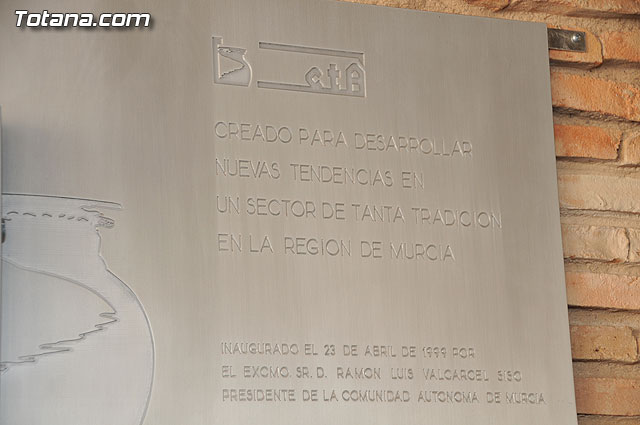 Totana.com
CREADO PARA DESARROLLAR
NUEVAS TENDENCIAS EN
UN SECTOR DE TANTA TRADICION
EN LA REGION DE MURCIA
INAUGURADO EL 23 DE ABRIL DE 1999 POR
EL EXCMO. SR. D. RAMON LUIS VALCARCEL SISO
PRESIDENTE DE LA COMUNIDAD AUTONOMA DE MURCIA